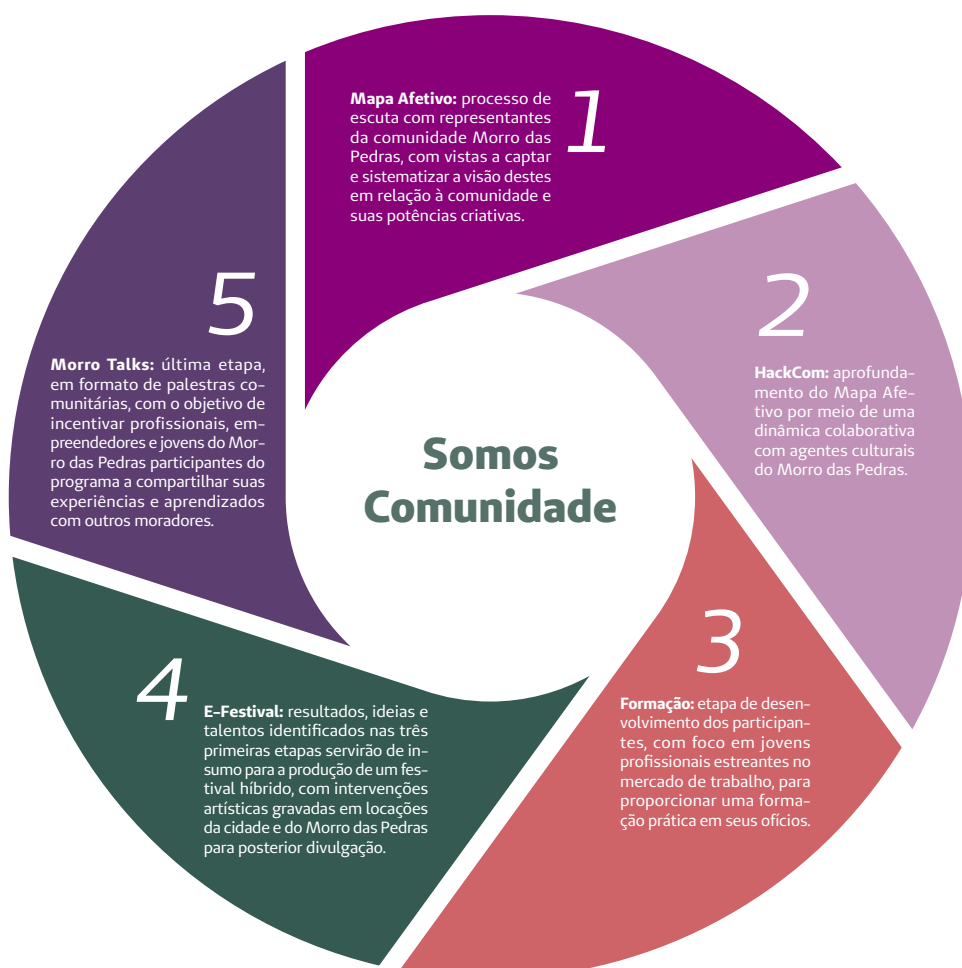 1
Mapa Afetivo: processo de
escuta com representantes
da comunidade Morro das
Pedras, com vistas a captar
e sistematizar a visão destes
em relação à comunidade e
suas potências criativas.
2
HackCom: aprofunda-
mento do Mapa Afe-
tivo por meio de uma
dinâmica colaborativa
com agentes culturais
do Morro das Pedras.
3
Formação: etapa de desen-
volvimento dos participan-
tes, com foco em jovens
profissionais estreantes no
mercado de trabalho, para
proporcionar uma forma-
ção prática em seus ofícios.
4
E-Festival: resultados, ideias e
talentos identificados nas três
primeiras etapas servirão de in-
sumo para a produção de um fes-
tival híbrido, com intervenções
artísticas gravadas em locações
da cidade e do Morro das Pedras
para posterior divulgação.
5
Morro Talks: última etapa,
em formato de palestras co-
munitárias, com o objetivo de
incentivar profissionais, em-
preendedores e jovens do Mor-
ro das Pedras participantes do
programa a compartilhar suas
experiências e aprendizados
com outros moradores.
Somos
Comunidade